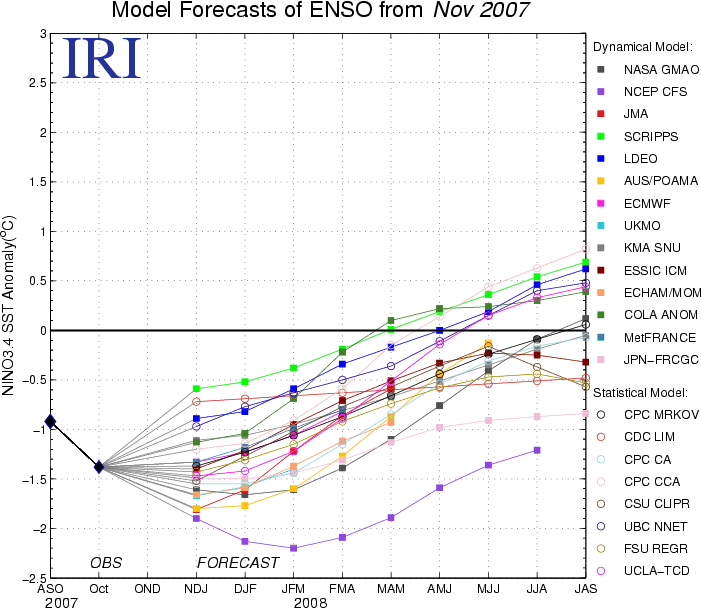 Model Forecasts of ENSO from Nov 2007
IRI
NINO3.4 SST Anomaly(°C)
3
2.5
2
1.5
1
0.5
0
−0.5
−1
−1.5
−2
−2.5
OBS
FORECAST
ASO Oct OND NDJ DJF JFM FMA MAM AMJ MJJ JJA JAS
2007 2008
Dynamical Model:
NASA GMAO
NCEP CFS
JMA
SCRIPPS
LDEO
AUS/POAMA
ECMWF
UKMO
KMA SNU
ESSIC ICM
ECHAM/MOM
COLA ANOM
MetFRANCE
JPN−FRCGC
Statistical Model:
CPC MRKOV
CDC LIM
CPC CA
CPC CCA
CSU CLIPR
UBC NNET
FSU REGR
UCLA−TCD